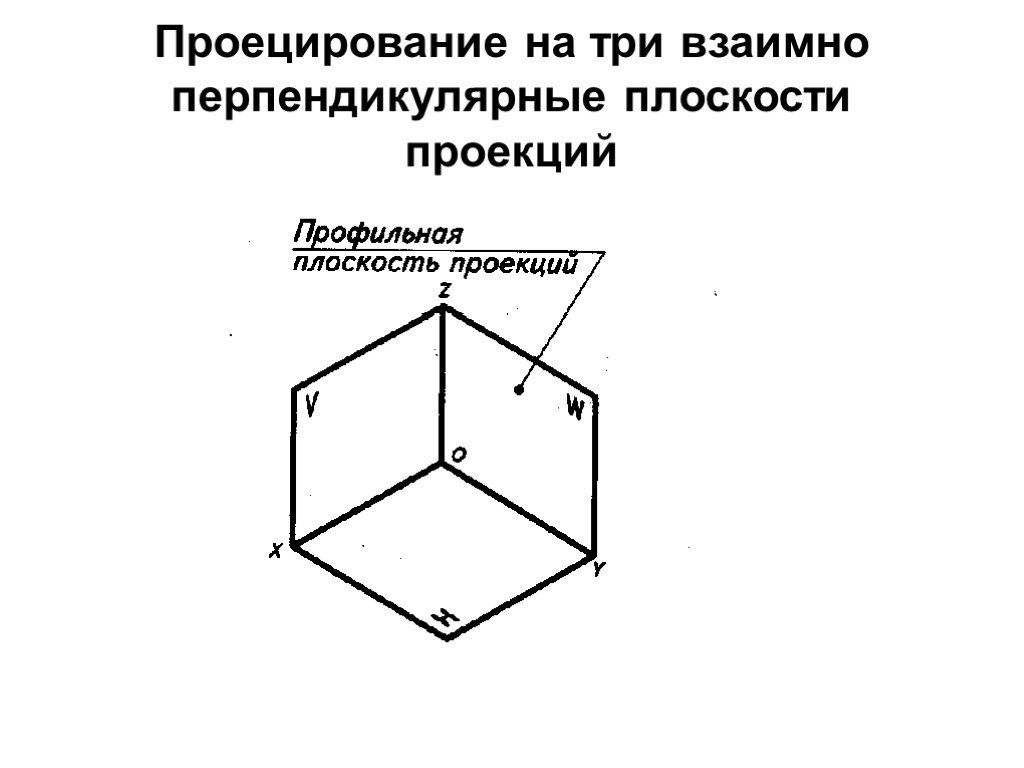 Проецирование на три взаимно
перпендикулярные плоскости
проекций
Профильная
плоскость проекций
Z
V
W
O
X
Y
H